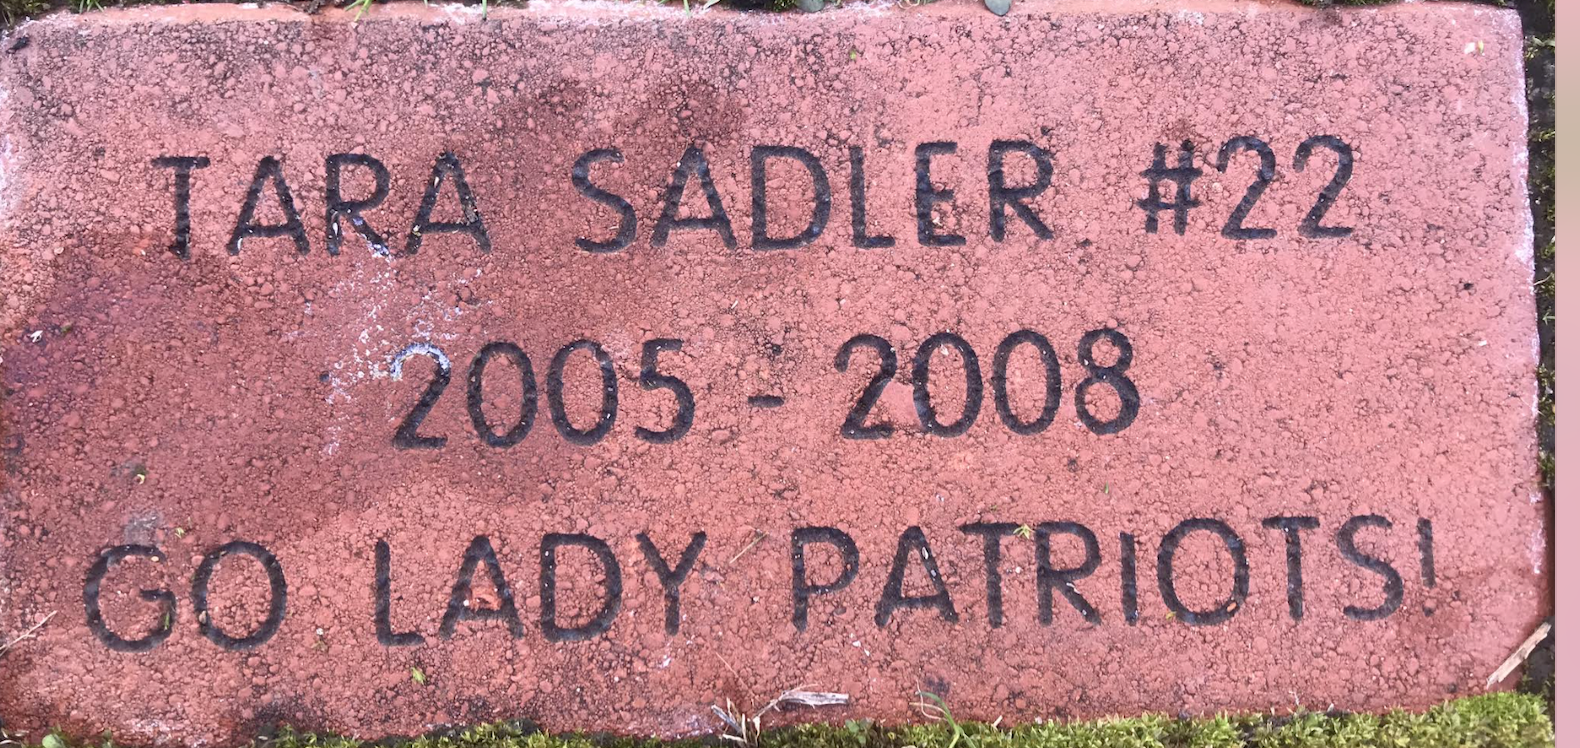 TARA SADLER #22
2005 - 2008
GO LADY PATRIOTS!